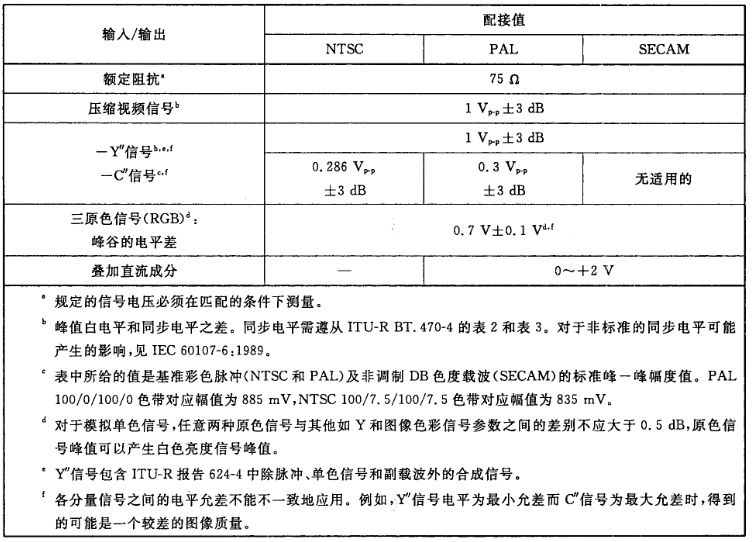 输入/输出
配接值
NTSC PAL SECAM
额定阻抗ᵃ 75 Ω
压缩视频信号ᵇ 1 Vₚ₋ₚ±3 dB
—Y″信号ᵇ·ᵉ·ᶠ
—C″信号ᶜ·ᶠ
1 Vₚ₋ₚ±3 dB
0.286 Vₚ₋ₚ
±3 dB
0.3 Vₚ₋ₚ
±3 dB
无适用的
三原色信号(RGB)ᵈ:
峰谷的电平差
0.7 V±0.1 Vᵈ·ᶠ
叠加直流成分 — 0～+2 V
ᵃ 规定的信号电压必须在匹配的条件下测量。
ᵇ 峰值白电平和同步电平之差。同步电平需遵从 ITU-R BT.470-4 的表 2 和表 3。对于非标准的同步电平可能
产生的影响,见 IEC 60107-6:1989。
ᶜ 表中所给的值是基准彩色脉冲(NTSC 和 PAL)及非调制 DB 色度载波(SECAM)的标准峰—峰幅度值。PAL
100/0/100/0 色带对应幅值为 885 mV,NTSC 100/7.5/100/7.5 色带对应幅值为 835 mV。
ᵈ 对于模拟单色信号,任意两种原色信号与其他如 Y 和图像色彩信号参数之间的差别不应大于 0.5 dB,原色信
号峰值可以产生白色亮度信号峰值。
ᵉ Y″信号包含 ITU-R 报告 624-4 中除脉冲、单色信号和副载波外的合成信号。
ᶠ 各分量信号之间的电平允差不能不一致地应用。例如,Y″信号电平为最小允差而 C″信号为最大允差时,得到
的可能是一个较差的图像质量。